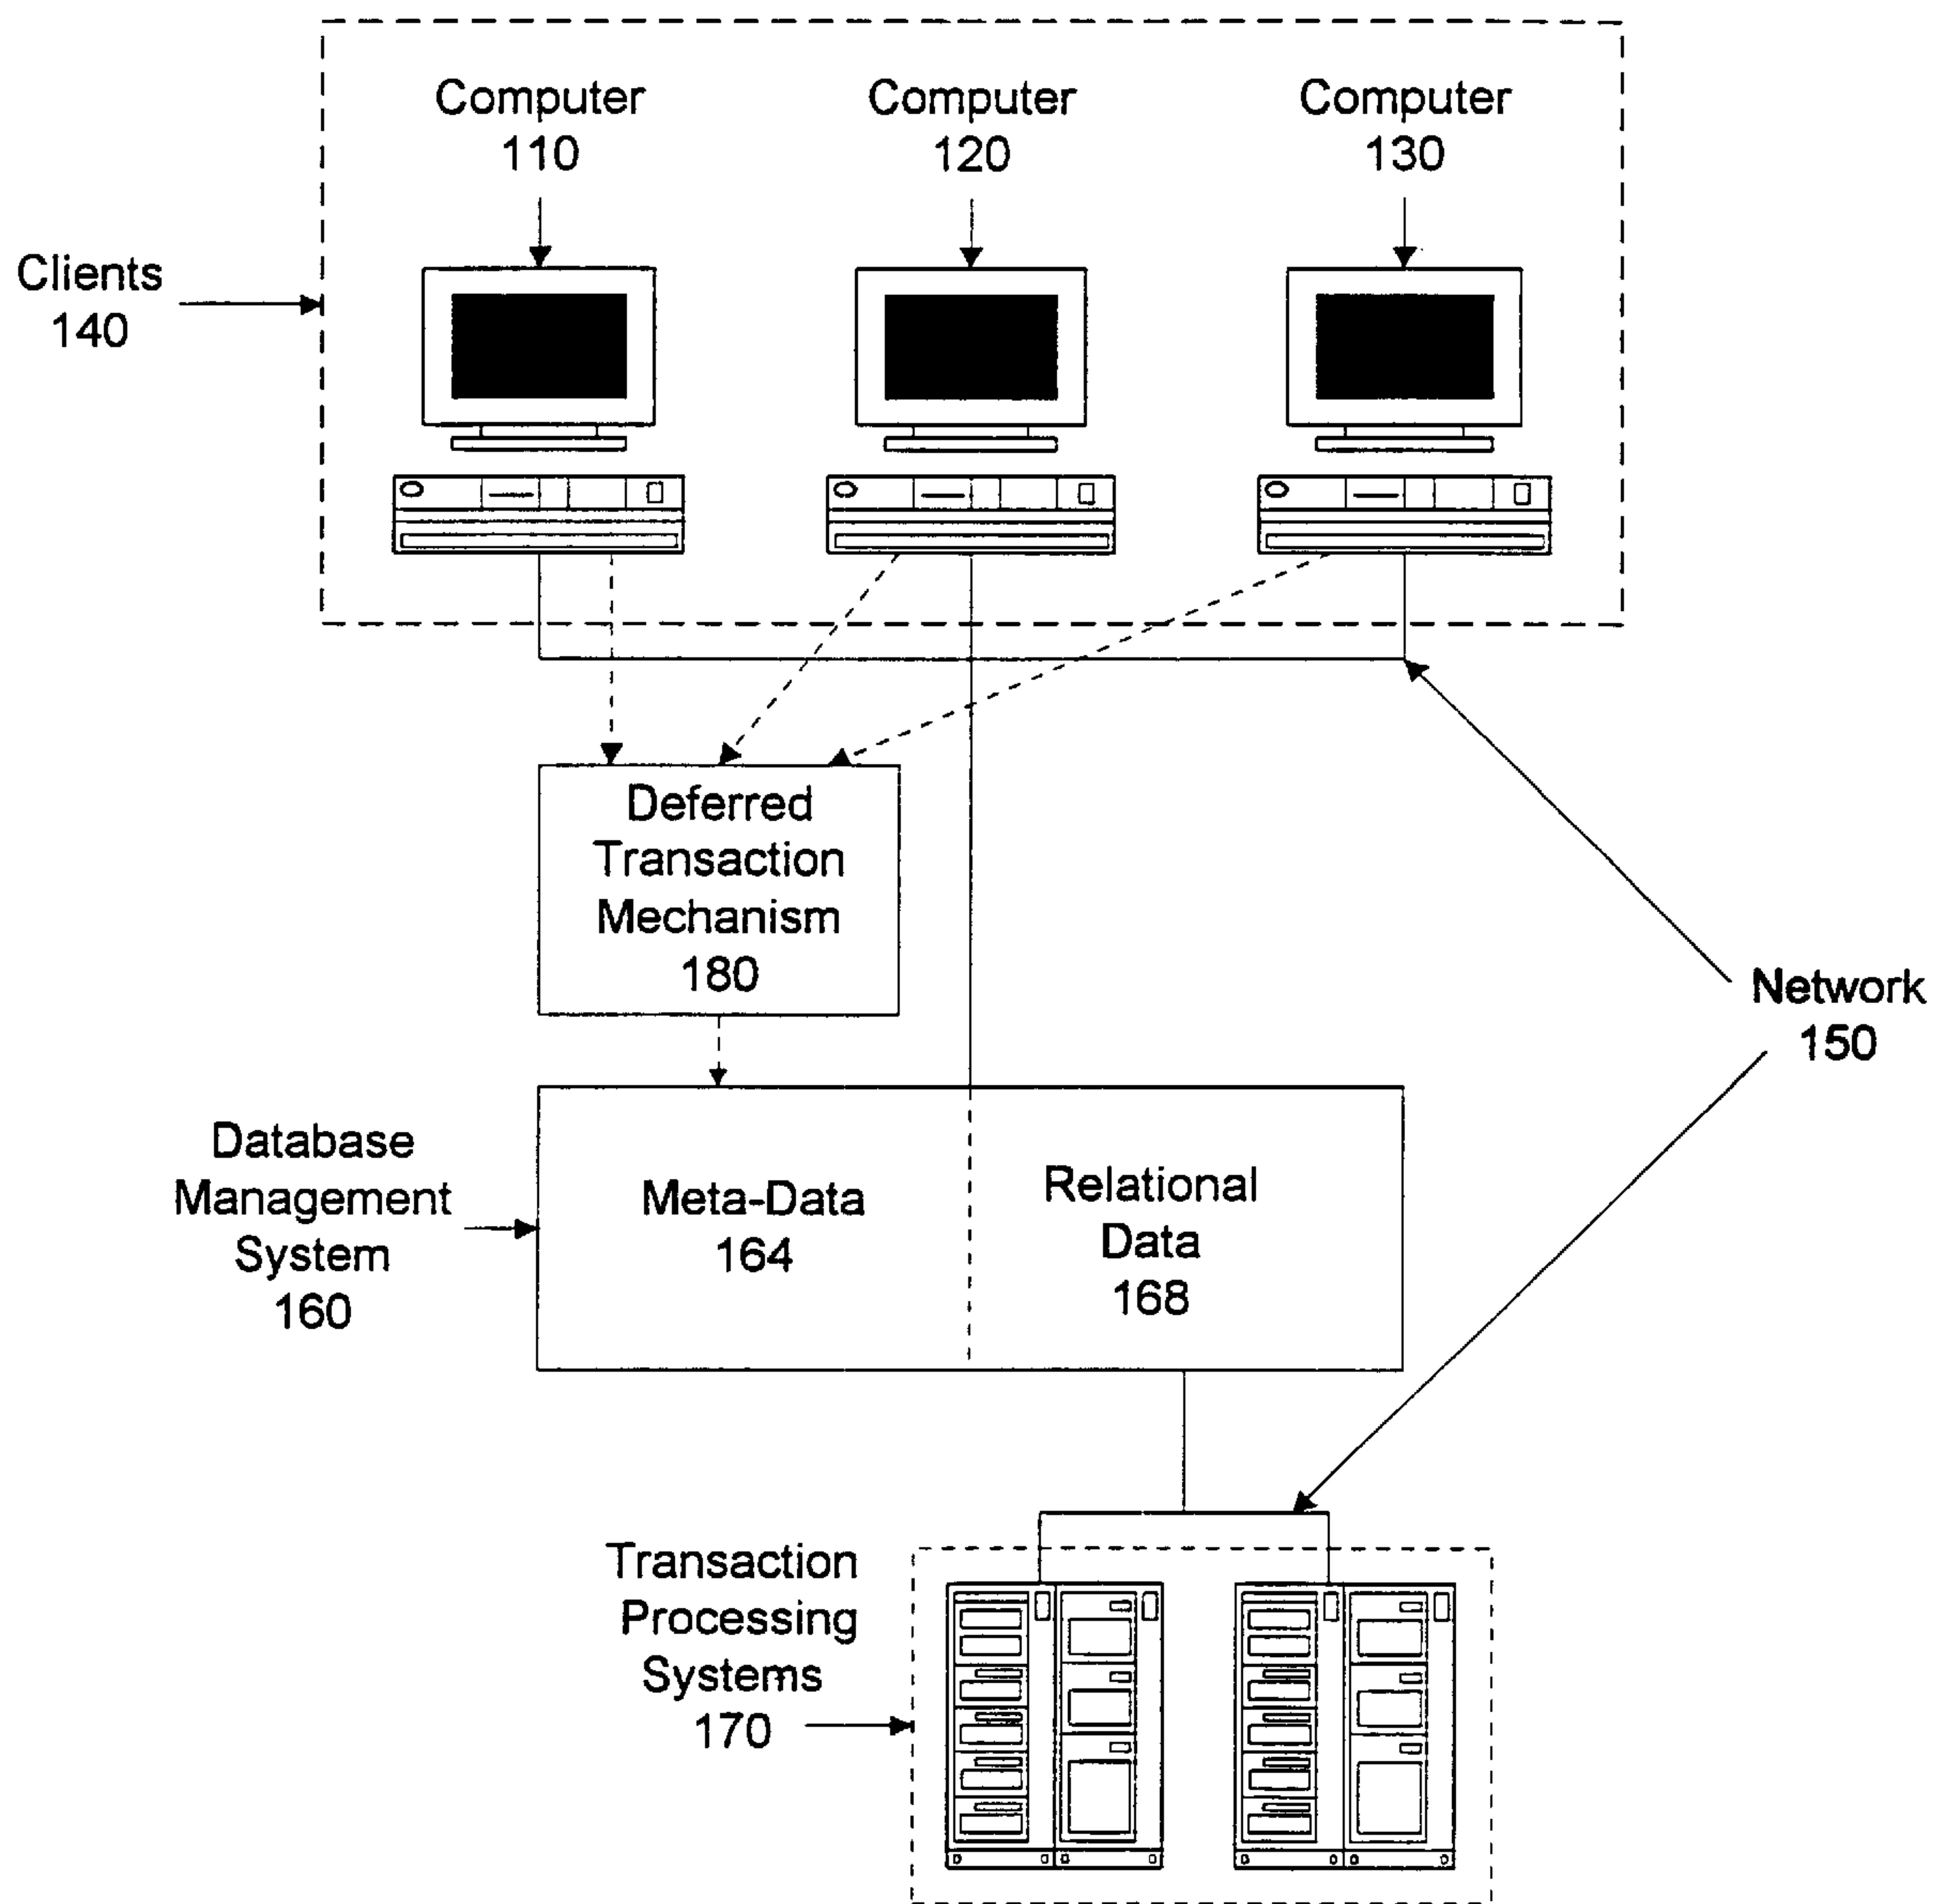 Computer
110
Computer
120
Computer
130
Clients
140
Deferred
Transaction
Mechanism
180
Network
150
Database
Management
System
160
Meta-Data
164
Relational
Data
168
Transaction
Processing
Systems
170